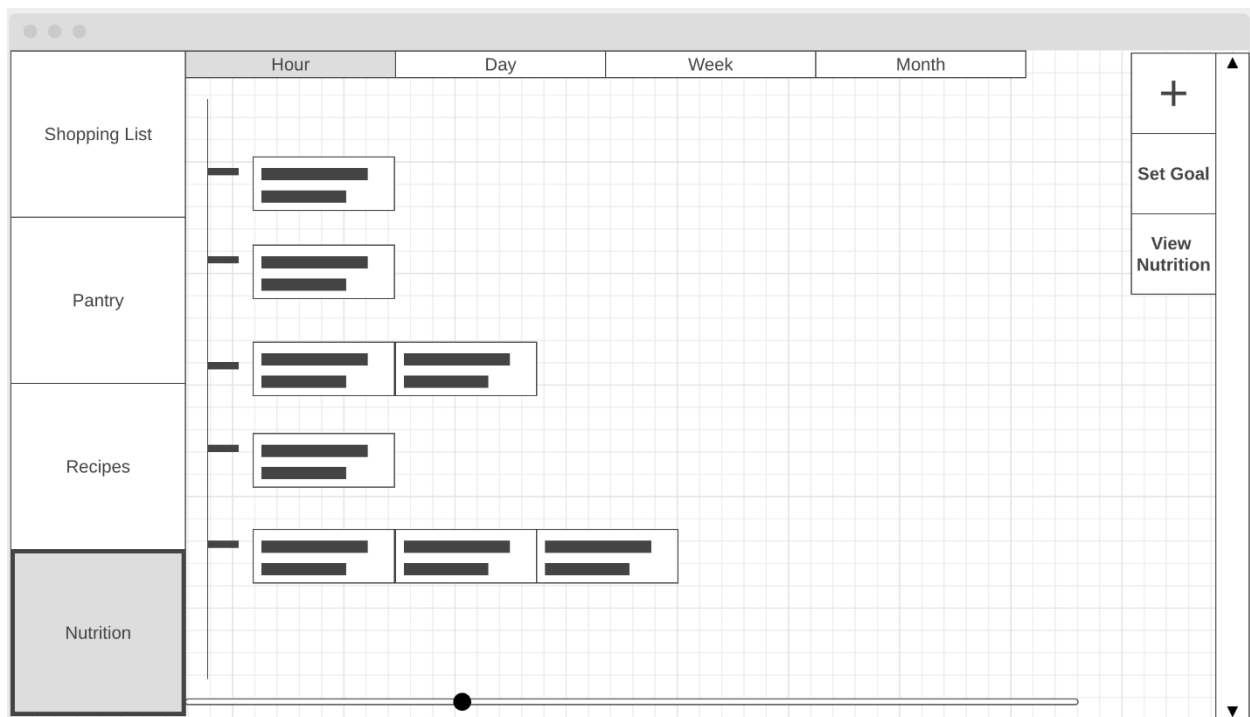 Hour
Day
Week
Month
Shopping List
Pantry
Recipes
Nutrition
+
Set Goal
View
Nutrition